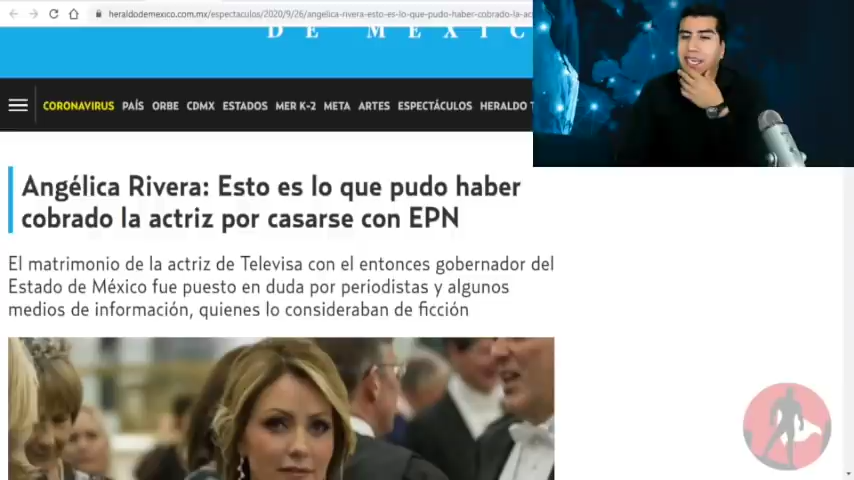 heraldodemexico.com.mx/espectaculos/2020/9/26/angelica-rivera-esto-es-lo-que-pudo-haber-cobrado-la-ac
DE MEXIC
CORONAVIRUS PAÍS ORBE CDMX ESTADOS MER K-2 META ARTES ESPECTÁCULOS HERALDO T
Angélica Rivera: Esto es lo que pudo haber
cobrado la actriz por casarse con EPN
El matrimonio de la actriz de Televisa con el entonces gobernador del
Estado de México fue puesto en duda por periodistas y algunos
medios de información, quienes lo consideraban de ficción